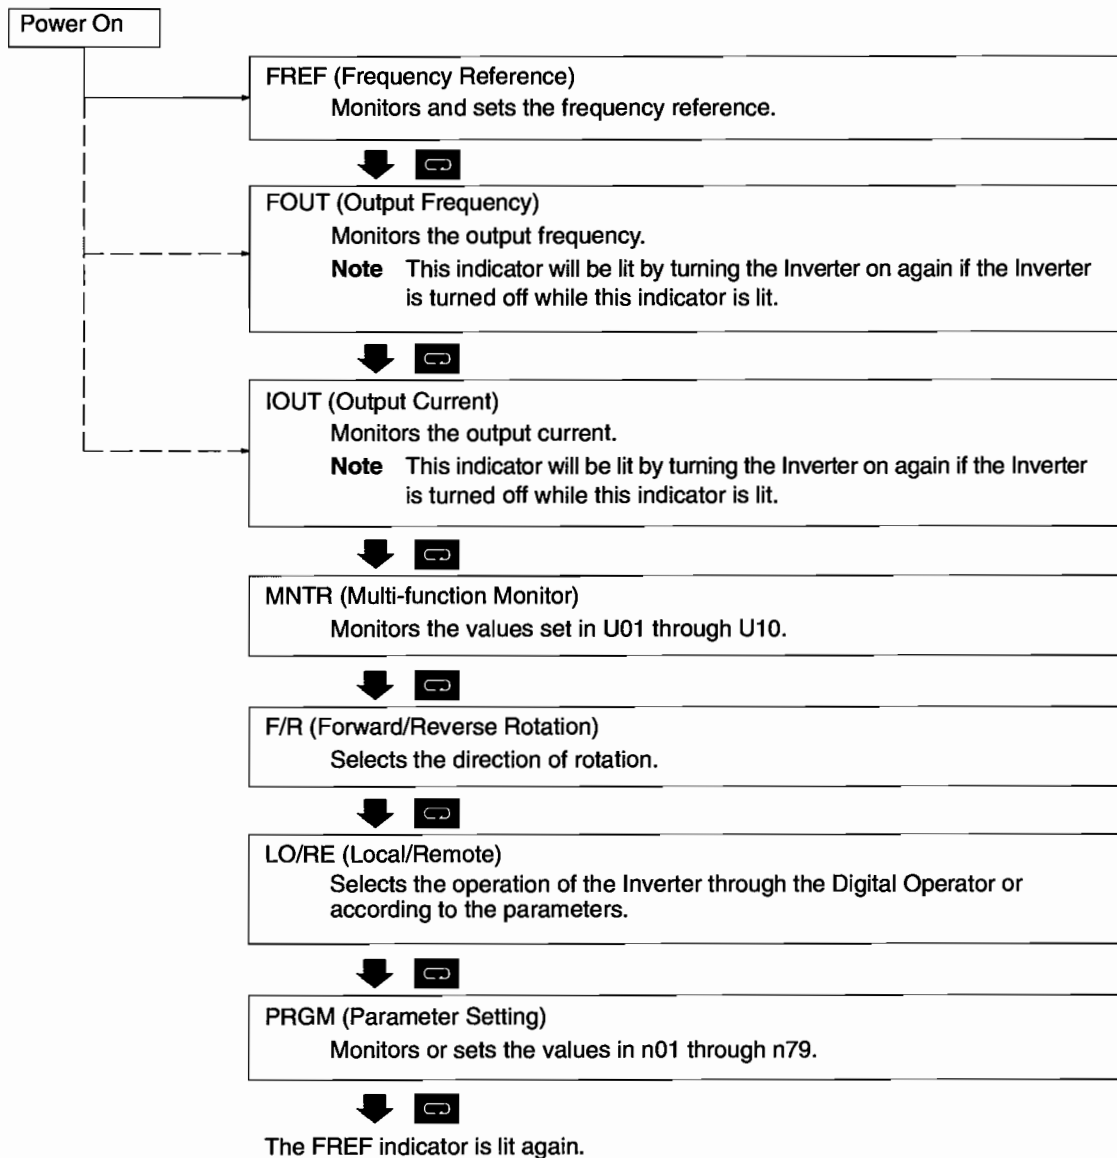 Power On
FREF (Frequency Reference)
Monitors and sets the frequency reference.
FOUT (Output Frequency)
Monitors the output frequency.
Note This indicator will be lit by turning the Inverter on again if the Inverter
is turned off while this indicator is lit.
IOUT (Output Current)
Monitors the output current.
Note This indicator will be lit by turning the Inverter on again if the Inverter
is turned off while this indicator is lit.
MNTR (Multi-function Monitor)
Monitors the values set in U01 through U10.
F/R (Forward/Reverse Rotation)
Selects the direction of rotation.
LO/RE (Local/Remote)
Selects the operation of the Inverter through the Digital Operator or
according to the parameters.
PRGM (Parameter Setting)
Monitors or sets the values in n01 through n79.
The FREF indicator is lit again.